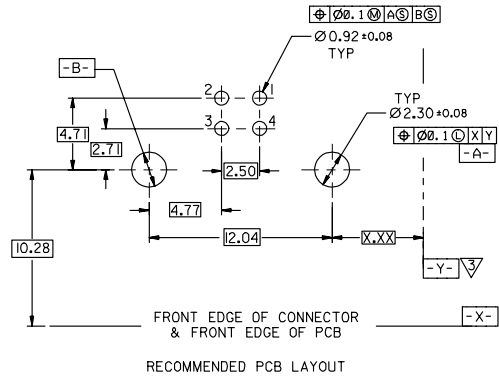 ⌖ Ø0.1 Ⓜ A Ⓢ B Ⓢ
Ø0.92 ±0.08
TYP
-B-
2
1
3
4
TYP
Ø2.30 ±0.08
⌖ Ø0.1 Ⓛ X Y
-A-
4.71
2.71
2.50
4.77
12.04
X.XX
10.28
-Y-
3
FRONT EDGE OF CONNECTOR
& FRONT EDGE OF PCB
-X-
RECOMMENDED PCB LAYOUT